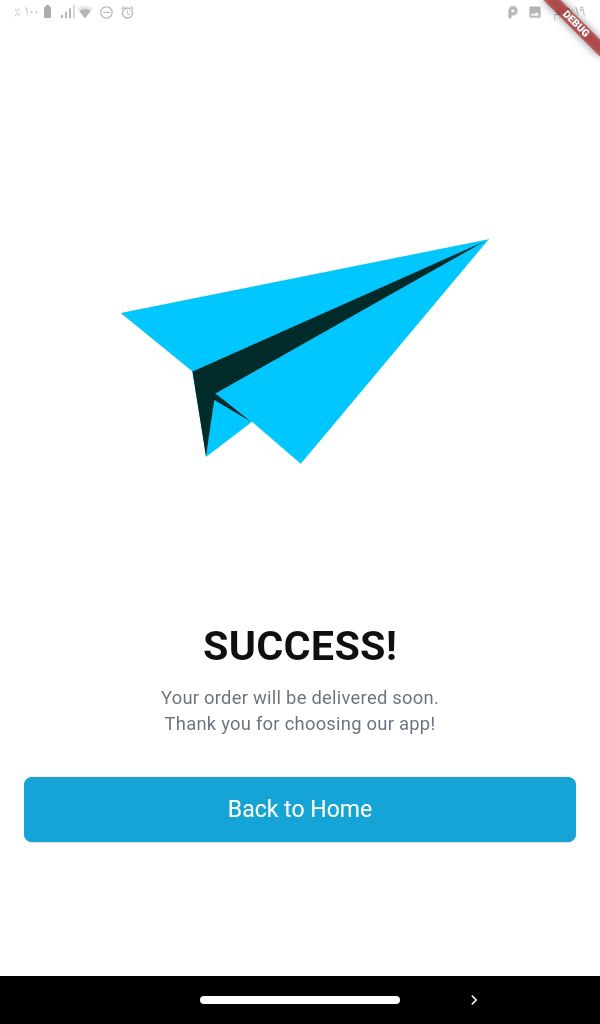 ٪ ١٠٠
DEBUG
SUCCESS!
Your order will be delivered soon.
Thank you for choosing our app!
Back to Home